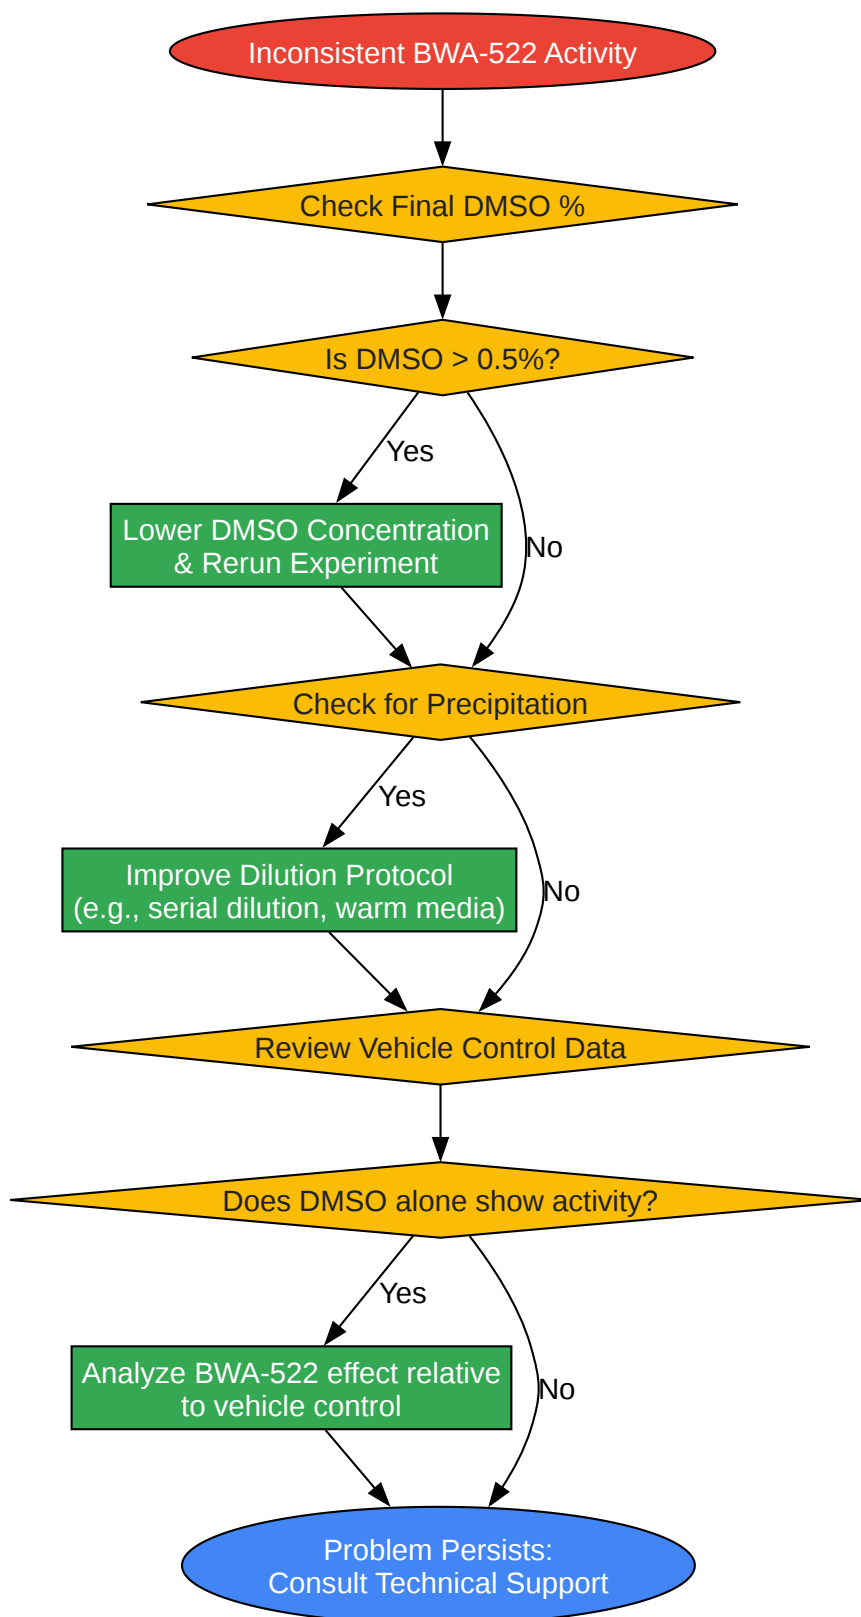 Inconsistent BWA-522 Activity
Check Final DMSO %
Is DMSO > 0.5%?
Yes
Lower DMSO Concentration
& Rerun Experiment
No
Check for Precipitation
Yes
Improve Dilution Protocol
(e.g., serial dilution, warm media)
No
Review Vehicle Control Data
Does DMSO alone show activity?
Yes
Analyze BWA-522 effect relative
to vehicle control
No
Problem Persists:
Consult Technical Support